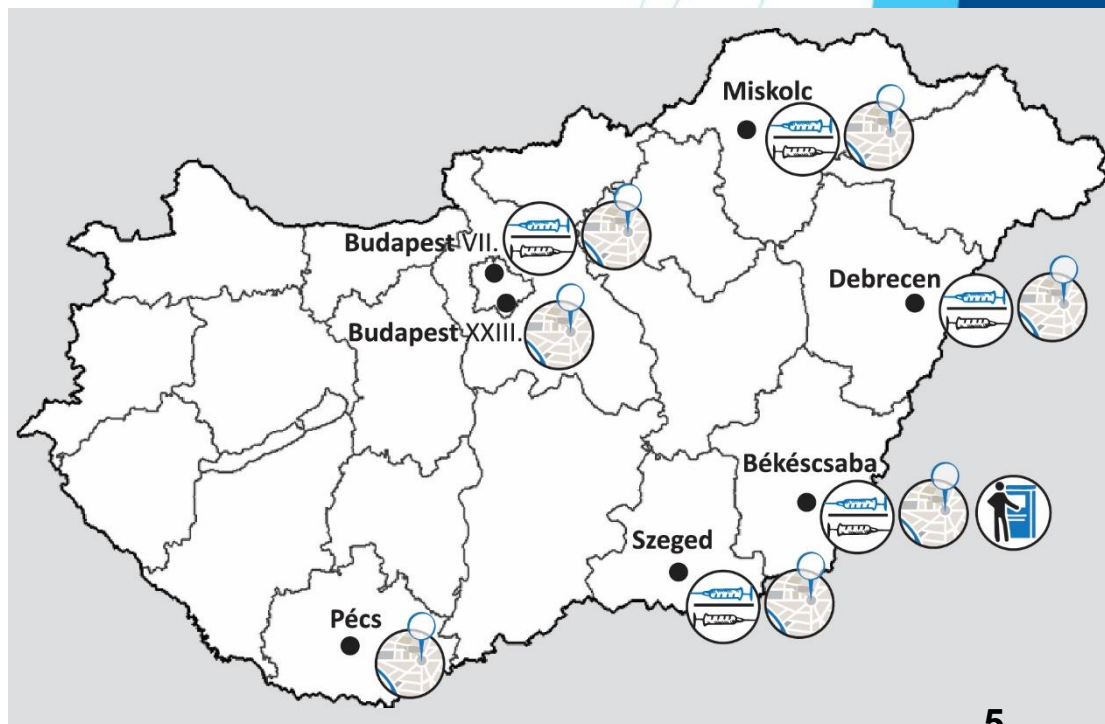 Miskolc
Budapest VII.
Debrecen
Budapest XXIII.
Békéscsaba
Szeged
Pécs
5